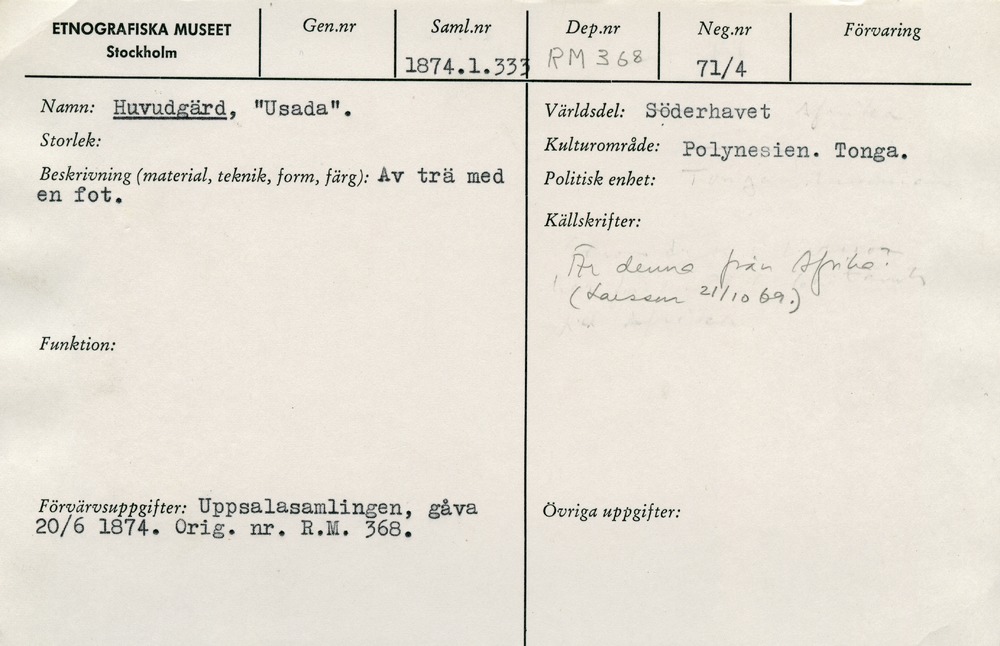 ETNOGRAFISKA MUSEET
Stockholm
Gen.nr
Saml.nr
1874.1.333
Dep.nr
RM 368
Neg.nr
71/4
Förvaring
Namn: Huvudgärd, "Usada".
Storlek:
Beskrivning (material, teknik, form, färg): Av trä med
en fot.
Funktion:
Förvärvsuppgifter: Uppsalasamlingen, gåva
20/6 1874. Orig. nr. R.M. 368.
Världsdel: Söderhavet
Kulturområde: Polynesien. Tonga.
Politisk enhet:
Källskrifter:
Är denna från Afrika?
(Larsson 21/10 69.)
Övriga uppgifter: